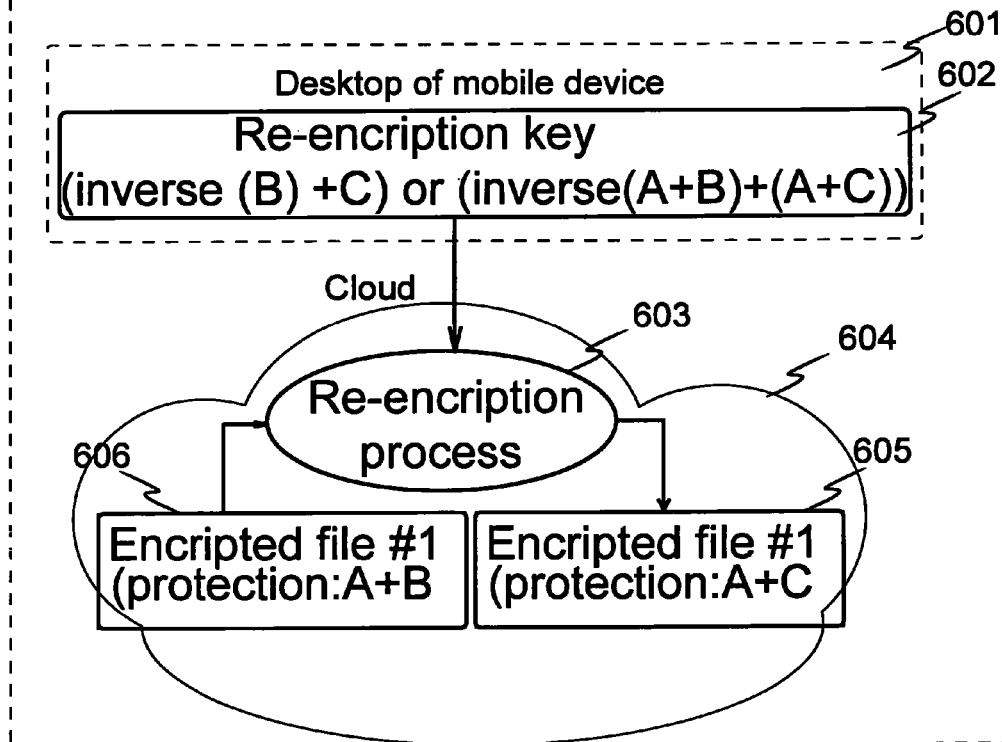 601
Desktop of mobile device
602
Re-encription key
(inverse (B) +C) or (inverse(A+B)+(A+C))
Cloud
603
604
Re-encription
process
606
605
Encripted file #1
(protection:A+B
Encripted file #1
(protection:A+C